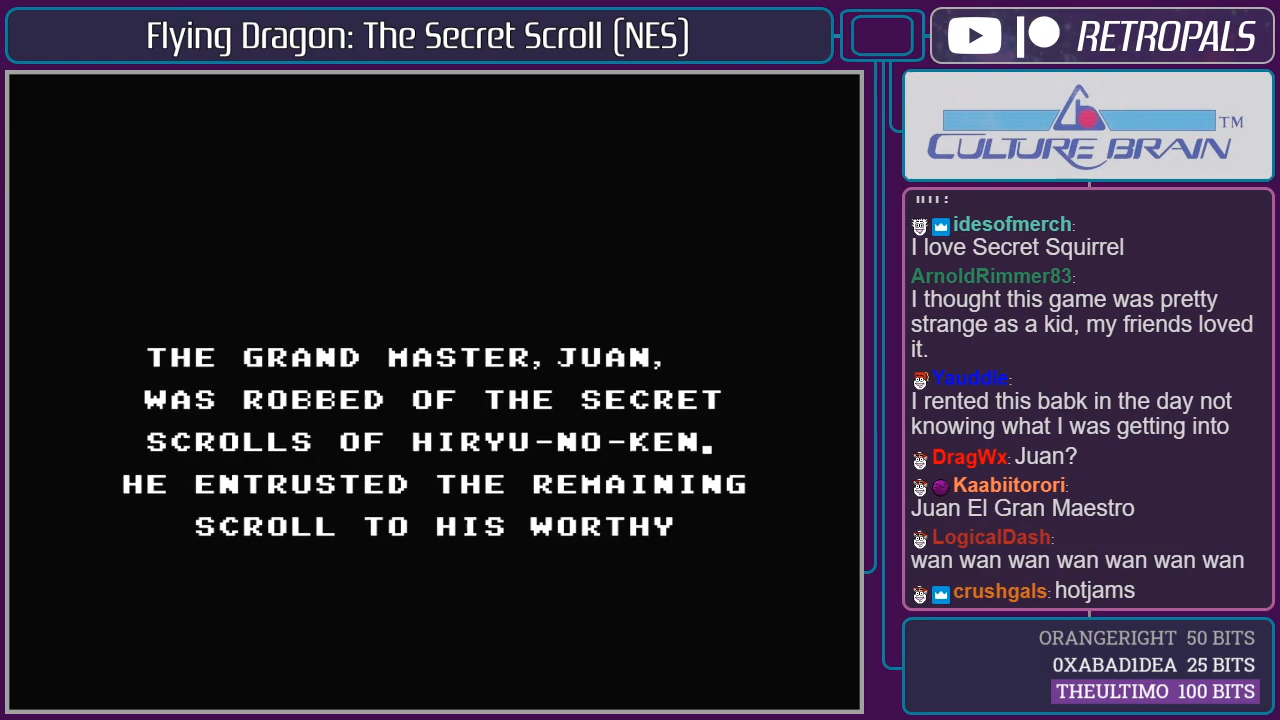 Flying Dragon: The Secret Scroll (NES)
RETROPALS
CULTURE BRAIN TM
THE GRAND MASTER, JUAN,
WAS ROBBED OF THE SECRET
SCROLLS OF HIRYU-NO-KEN.
HE ENTRUSTED THE REMAINING
SCROLL TO HIS WORTHY
idesofmerch:
I love Secret Squirrel
ArnoldRimmer83:
I thought this game was pretty
strange as a kid, my friends loved
it.
Yauddle:
I rented this babk in the day not
knowing what I was getting into
DragWx: Juan?
Kaabiitorori:
Juan El Gran Maestro
LogicalDash:
wan wan wan wan wan wan wan
crushgals: hotjams
ORANGERIGHT 50 BITS
0XABAD1DEA 25 BITS
THEULTIMO 100 BITS